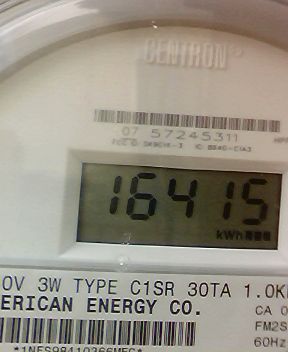 CENTRON®
07 57245311
16415
kWh
0V 3W TYPE C1SR 30TA 1.0K
ERICAN ENERGY CO.
CA 0
FM2S
60Hz